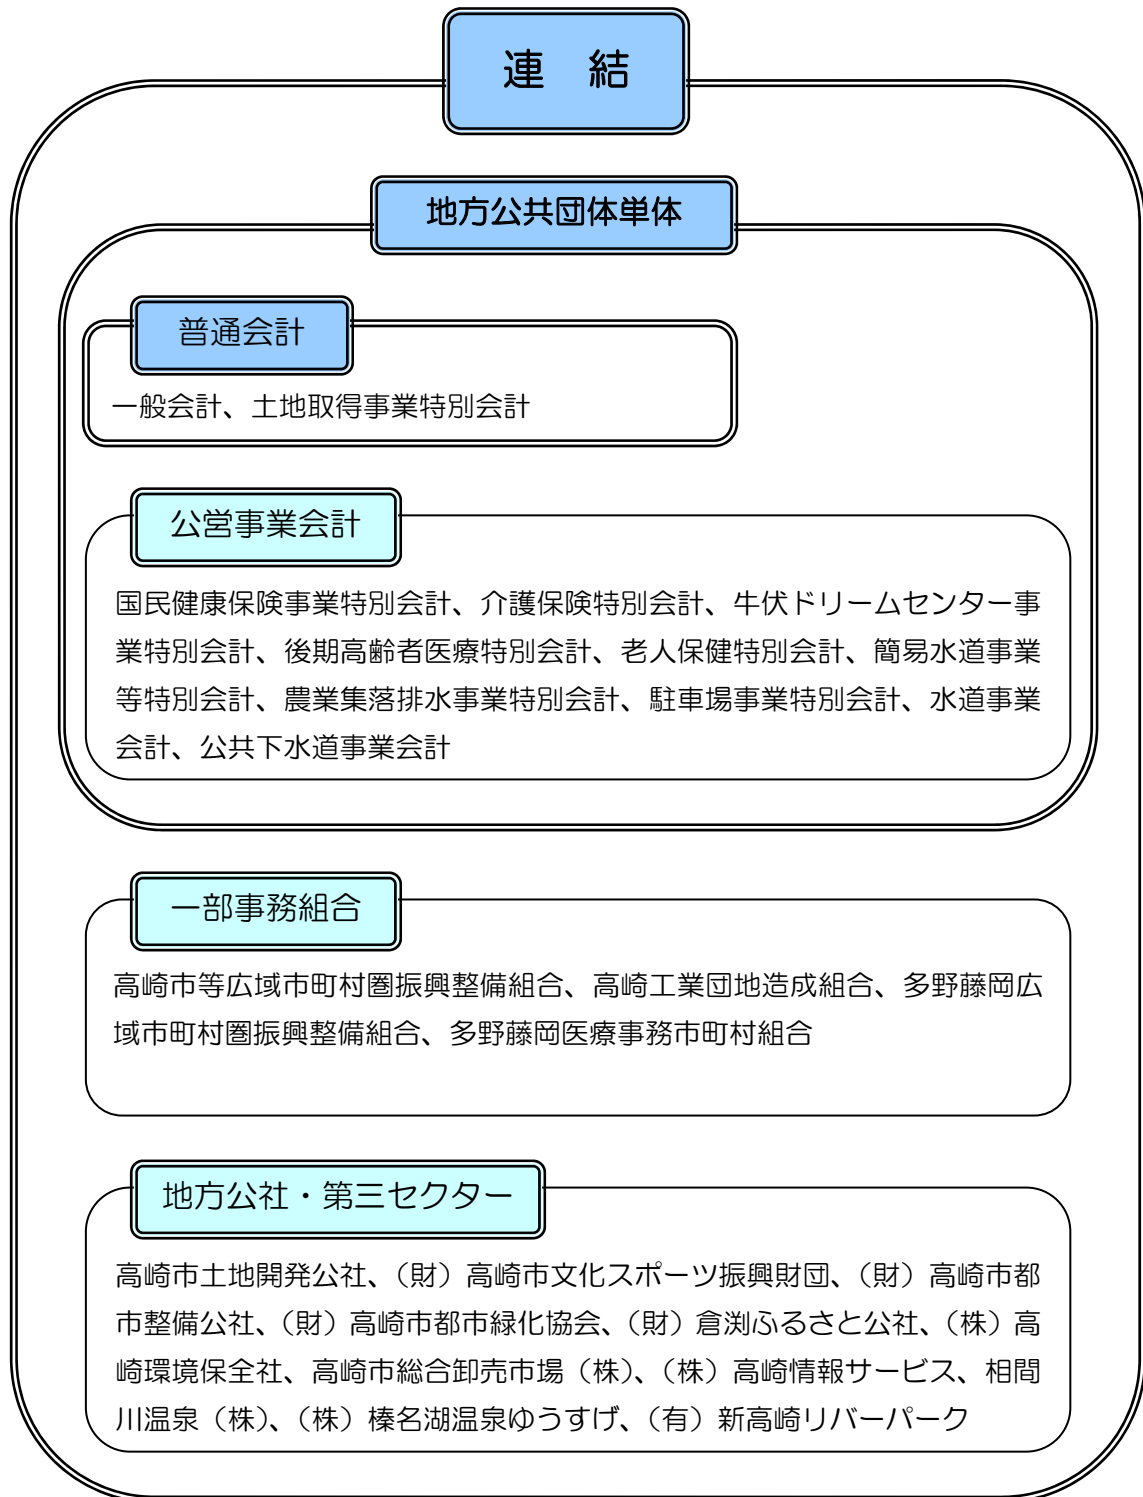 連　結
地方公共団体単体
普通会計
一般会計、土地取得事業特別会計
公営事業会計
国民健康保険事業特別会計、介護保険特別会計、牛伏ドリームセンター事
業特別会計、後期高齢者医療特別会計、老人保健特別会計、簡易水道事業
等特別会計、農業集落排水事業特別会計、駐車場事業特別会計、水道事業
会計、公共下水道事業会計
一部事務組合
高崎市等広域市町村圏振興整備組合、高崎工業団地造成組合、多野藤岡広
域市町村圏振興整備組合、多野藤岡医療事務市町村組合
地方公社・第三セクター
高崎市土地開発公社、（財）高崎市文化スポーツ振興財団、（財）高崎市都
市整備公社、（財）高崎市都市緑化協会、（財）倉渕ふるさと公社、（株）高
崎環境保全社、高崎市総合卸売市場（株）、（株）高崎情報サービス、相間
川温泉（株）、（株）榛名湖温泉ゆうすげ、（有）新高崎リバーパーク